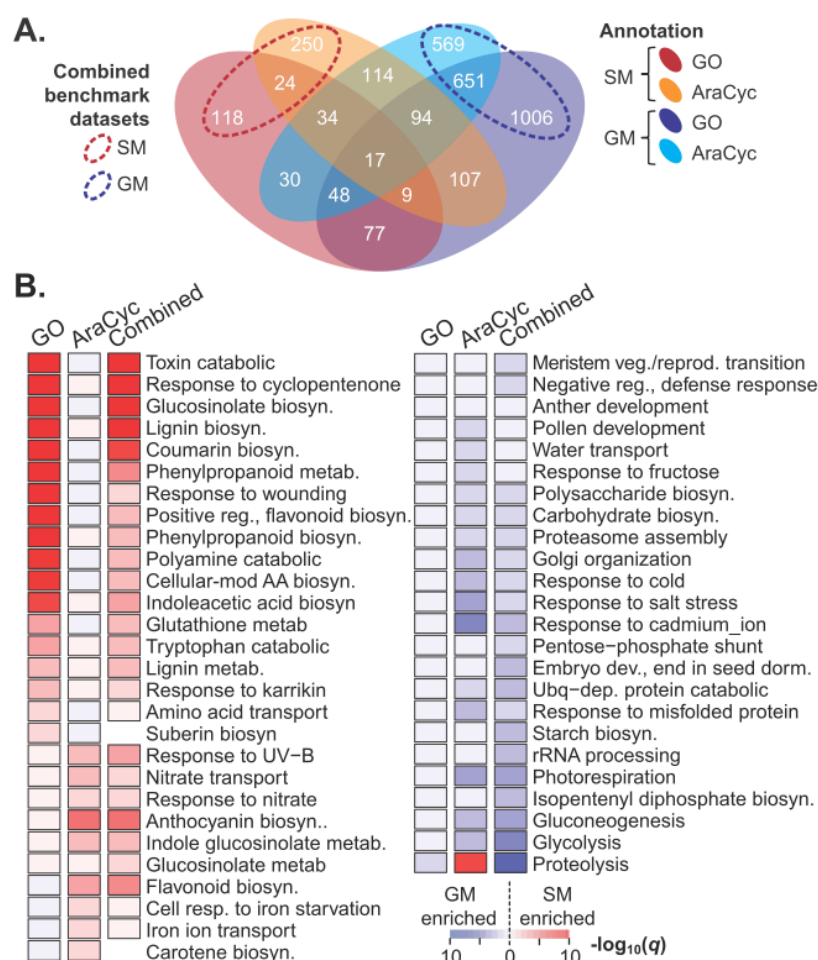 A.
Combined
benchmark
datasets
SM
GM
250
569
24
114
651
118
34
94
1006
17
30
48
9
107
77
Annotation
SM
GO
AraCyc
GM
GO
AraCyc
B.
GO AraCyc Combined
Toxin catabolic
Response to cyclopentenone
Glucosinolate biosyn.
Lignin biosyn.
Coumarin biosyn.
Phenylpropanoid metab.
Response to wounding
Positive reg., flavonoid biosyn.
Phenylpropanoid biosyn.
Polyamine catabolic
Cellular-mod AA biosyn.
Indoleacetic acid biosyn
Glutathione metab
Tryptophan catabolic
Lignin metab.
Response to karrikin
Amino acid transport
Suberin biosyn
Response to UV−B
Nitrate transport
Response to nitrate
Anthocyanin biosyn..
Indole glucosinolate metab.
Glucosinolate metab
Flavonoid biosyn.
Cell resp. to iron starvation
Iron ion transport
Carotene biosyn.
GO AraCyc Combined
Meristem veg./reprod. transition
Negative reg., defense response
Anther development
Pollen development
Water transport
Response to fructose
Polysaccharide biosyn.
Carbohydrate biosyn.
Proteasome assembly
Golgi organization
Response to cold
Response to salt stress
Response to cadmium_ion
Pentose−phosphate shunt
Embryo dev., end in seed dorm.
Ubq−dep. protein catabolic
Response to misfolded protein
Starch biosyn.
rRNA processing
Photorespiration
Isopentenyl diphosphate biosyn.
Gluconeogenesis
Glycolysis
Proteolysis
GM SM
enriched enriched
10 0 10 -log10(q)